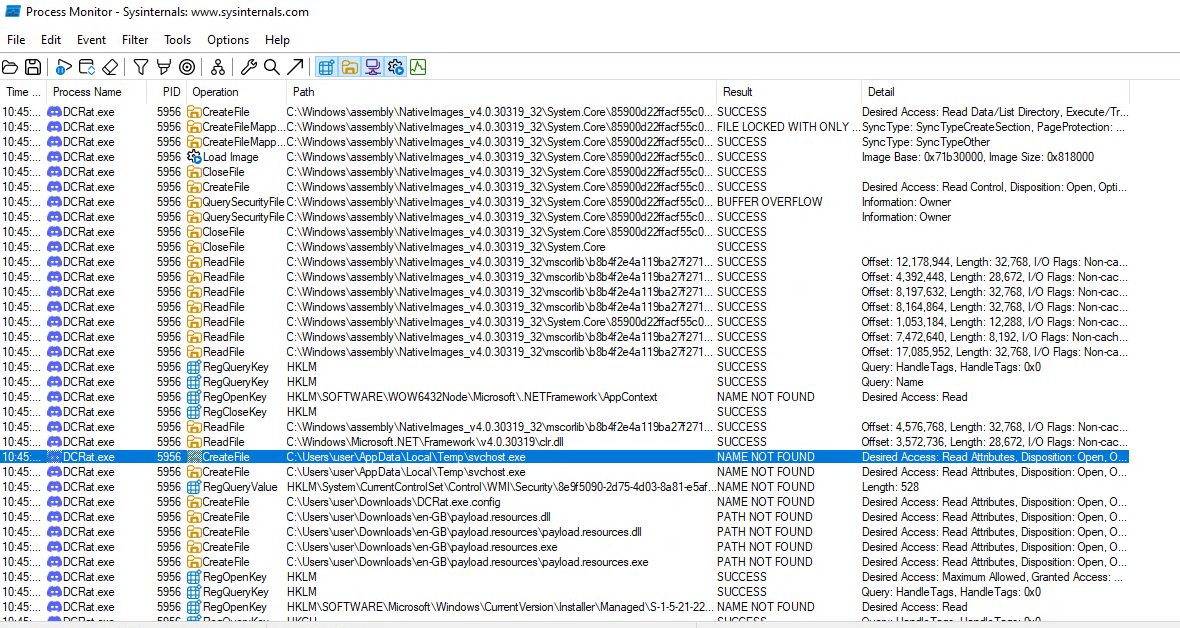 Process Monitor - Sysinternals: www.sysinternals.com
File Edit Event Filter Tools Options Help
Time ... Process Name PID Operation Path Result Detail
10:45:... DCRat.exe 5956 CreateFile C:\Windows\assembly\NativeImages_v4.0.30319_32\System.Core\85900d22ffacf55c0... SUCCESS Desired Access: Read Data/List Directory, Execute/Tr...
10:45:... DCRat.exe 5956 CreateFileMapp... C:\Windows\assembly\NativeImages_v4.0.30319_32\System.Core\85900d22ffacf55c0... FILE LOCKED WITH ONLY ... SyncType: SyncTypeCreateSection, PageProtection: ...
10:45:... DCRat.exe 5956 CreateFileMapp... C:\Windows\assembly\NativeImages_v4.0.30319_32\System.Core\85900d22ffacf55c0... SUCCESS SyncType: SyncTypeOther
10:45:... DCRat.exe 5956 Load Image C:\Windows\assembly\NativeImages_v4.0.30319_32\System.Core\85900d22ffacf55c0... SUCCESS Image Base: 0x71b30000, Image Size: 0x818000
10:45:... DCRat.exe 5956 CloseFile C:\Windows\assembly\NativeImages_v4.0.30319_32\System.Core\85900d22ffacf55c0... SUCCESS
10:45:... DCRat.exe 5956 CreateFile C:\Windows\assembly\NativeImages_v4.0.30319_32\System.Core\85900d22ffacf55c0... SUCCESS Desired Access: Read Control, Disposition: Open, Opti...
10:45:... DCRat.exe 5956 QuerySecurityFile C:\Windows\assembly\NativeImages_v4.0.30319_32\System.Core\85900d22ffacf55c0... BUFFER OVERFLOW Information: Owner
10:45:... DCRat.exe 5956 QuerySecurityFile C:\Windows\assembly\NativeImages_v4.0.30319_32\System.Core\85900d22ffacf55c0... SUCCESS Information: Owner
10:45:... DCRat.exe 5956 CloseFile C:\Windows\assembly\NativeImages_v4.0.30319_32\System.Core\85900d22ffacf55c0... SUCCESS
10:45:... DCRat.exe 5956 CloseFile C:\Windows\assembly\NativeImages_v4.0.30319_32\System.Core SUCCESS
10:45:... DCRat.exe 5956 ReadFile C:\Windows\assembly\NativeImages_v4.0.30319_32\mscorlib\b8b4f2e4a119ba27f271... SUCCESS Offset: 12,178,944, Length: 32,768, I/O Flags: Non-ca...
10:45:... DCRat.exe 5956 ReadFile C:\Windows\assembly\NativeImages_v4.0.30319_32\mscorlib\b8b4f2e4a119ba27f271... SUCCESS Offset: 4,392,448, Length: 28,672, I/O Flags: Non-cac...
10:45:... DCRat.exe 5956 ReadFile C:\Windows\assembly\NativeImages_v4.0.30319_32\mscorlib\b8b4f2e4a119ba27f271... SUCCESS Offset: 8,197,632, Length: 32,768, I/O Flags: Non-cac...
10:45:... DCRat.exe 5956 ReadFile C:\Windows\assembly\NativeImages_v4.0.30319_32\mscorlib\b8b4f2e4a119ba27f271... SUCCESS Offset: 8,164,864, Length: 32,768, I/O Flags: Non-cac...
10:45:... DCRat.exe 5956 ReadFile C:\Windows\assembly\NativeImages_v4.0.30319_32\System.Core\85900d22ffacf55c0... SUCCESS Offset: 1,053,184, Length: 12,288, I/O Flags: Non-cac...
10:45:... DCRat.exe 5956 ReadFile C:\Windows\assembly\NativeImages_v4.0.30319_32\mscorlib\b8b4f2e4a119ba27f271... SUCCESS Offset: 7,472,640, Length: 8,192, I/O Flags: Non-cach...
10:45:... DCRat.exe 5956 ReadFile C:\Windows\assembly\NativeImages_v4.0.30319_32\mscorlib\b8b4f2e4a119ba27f271... SUCCESS Offset: 17,085,952, Length: 32,768, I/O Flags: Non-ca...
10:45:... DCRat.exe 5956 RegQueryKey HKLM SUCCESS Query: HandleTags, HandleTags: 0x0
10:45:... DCRat.exe 5956 RegQueryKey HKLM SUCCESS Query: Name
10:45:... DCRat.exe 5956 RegOpenKey HKLM\SOFTWARE\WOW6432Node\Microsoft\.NETFramework\AppContext NAME NOT FOUND Desired Access: Read
10:45:... DCRat.exe 5956 RegCloseKey HKLM SUCCESS
10:45:... DCRat.exe 5956 ReadFile C:\Windows\assembly\NativeImages_v4.0.30319_32\mscorlib\b8b4f2e4a119ba27f271... SUCCESS Offset: 4,576,768, Length: 32,768, I/O Flags: Non-cac...
10:45:... DCRat.exe 5956 ReadFile C:\Windows\Microsoft.NET\Framework\v4.0.30319\clr.dll SUCCESS Offset: 3,572,736, Length: 28,672, I/O Flags: Non-cac...
10:45:... DCRat.exe 5956 CreateFile C:\Users\user\AppData\Local\Temp\svchost.exe NAME NOT FOUND Desired Access: Read Attributes, Disposition: Open, O...
10:45:... DCRat.exe 5956 CreateFile C:\Users\user\AppData\Local\Temp\svchost.exe NAME NOT FOUND Desired Access: Read Attributes, Disposition: Open, O...
10:45:... DCRat.exe 5956 RegQueryValue HKLM\System\CurrentControlSet\Control\WMI\Security\8e9f5090-2d75-4d03-8a81-e5af... NAME NOT FOUND Length: 528
10:45:... DCRat.exe 5956 CreateFile C:\Users\user\Downloads\DCRat.exe.config NAME NOT FOUND Desired Access: Read Attributes, Disposition: Open, O...
10:45:... DCRat.exe 5956 CreateFile C:\Users\user\Downloads\en-GB\payload.resources.dll PATH NOT FOUND Desired Access: Read Attributes, Disposition: Open, O...
10:45:... DCRat.exe 5956 CreateFile C:\Users\user\Downloads\en-GB\payload.resources\payload.resources.dll PATH NOT FOUND Desired Access: Read Attributes, Disposition: Open, O...
10:45:... DCRat.exe 5956 CreateFile C:\Users\user\Downloads\en-GB\payload.resources.exe PATH NOT FOUND Desired Access: Read Attributes, Disposition: Open, O...
10:45:... DCRat.exe 5956 CreateFile C:\Users\user\Downloads\en-GB\payload.resources\payload.resources.exe PATH NOT FOUND Desired Access: Read Attributes, Disposition: Open, O...
10:45:... DCRat.exe 5956 RegOpenKey HKLM SUCCESS Desired Access: Maximum Allowed, Granted Access: ...
10:45:... DCRat.exe 5956 RegQueryKey HKLM SUCCESS Query: HandleTags, HandleTags: 0x0
10:45:... DCRat.exe 5956 RegOpenKey HKLM\SOFTWARE\Microsoft\Windows\CurrentVersion\Installer\Managed\S-1-5-21-22... NAME NOT FOUND Desired Access: Read